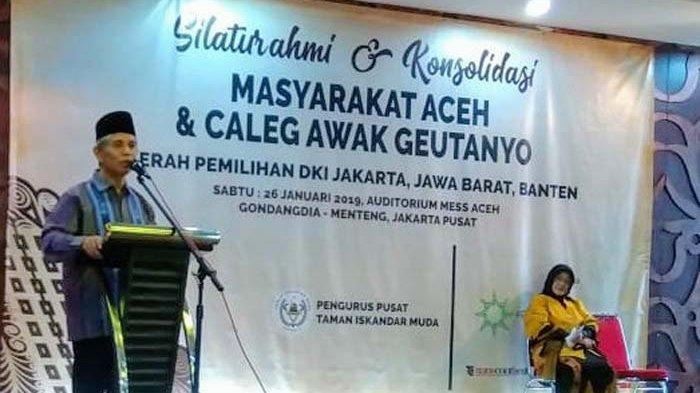 Silaturahmi & Konsolidasi
MASYARAKAT ACEH
& CALEG AWAK GEUTANYO
ERAH PEMILIHAN DKI JAKARTA, JAWA BARAT, BANTEN
SABTU : 26 JANUARI 2019, AUDITORIUM MESS ACEH
GONDANGDIA - MENTENG, JAKARTA PUSAT
PENGURUS PUSAT
TAMAN ISKANDAR MUDA